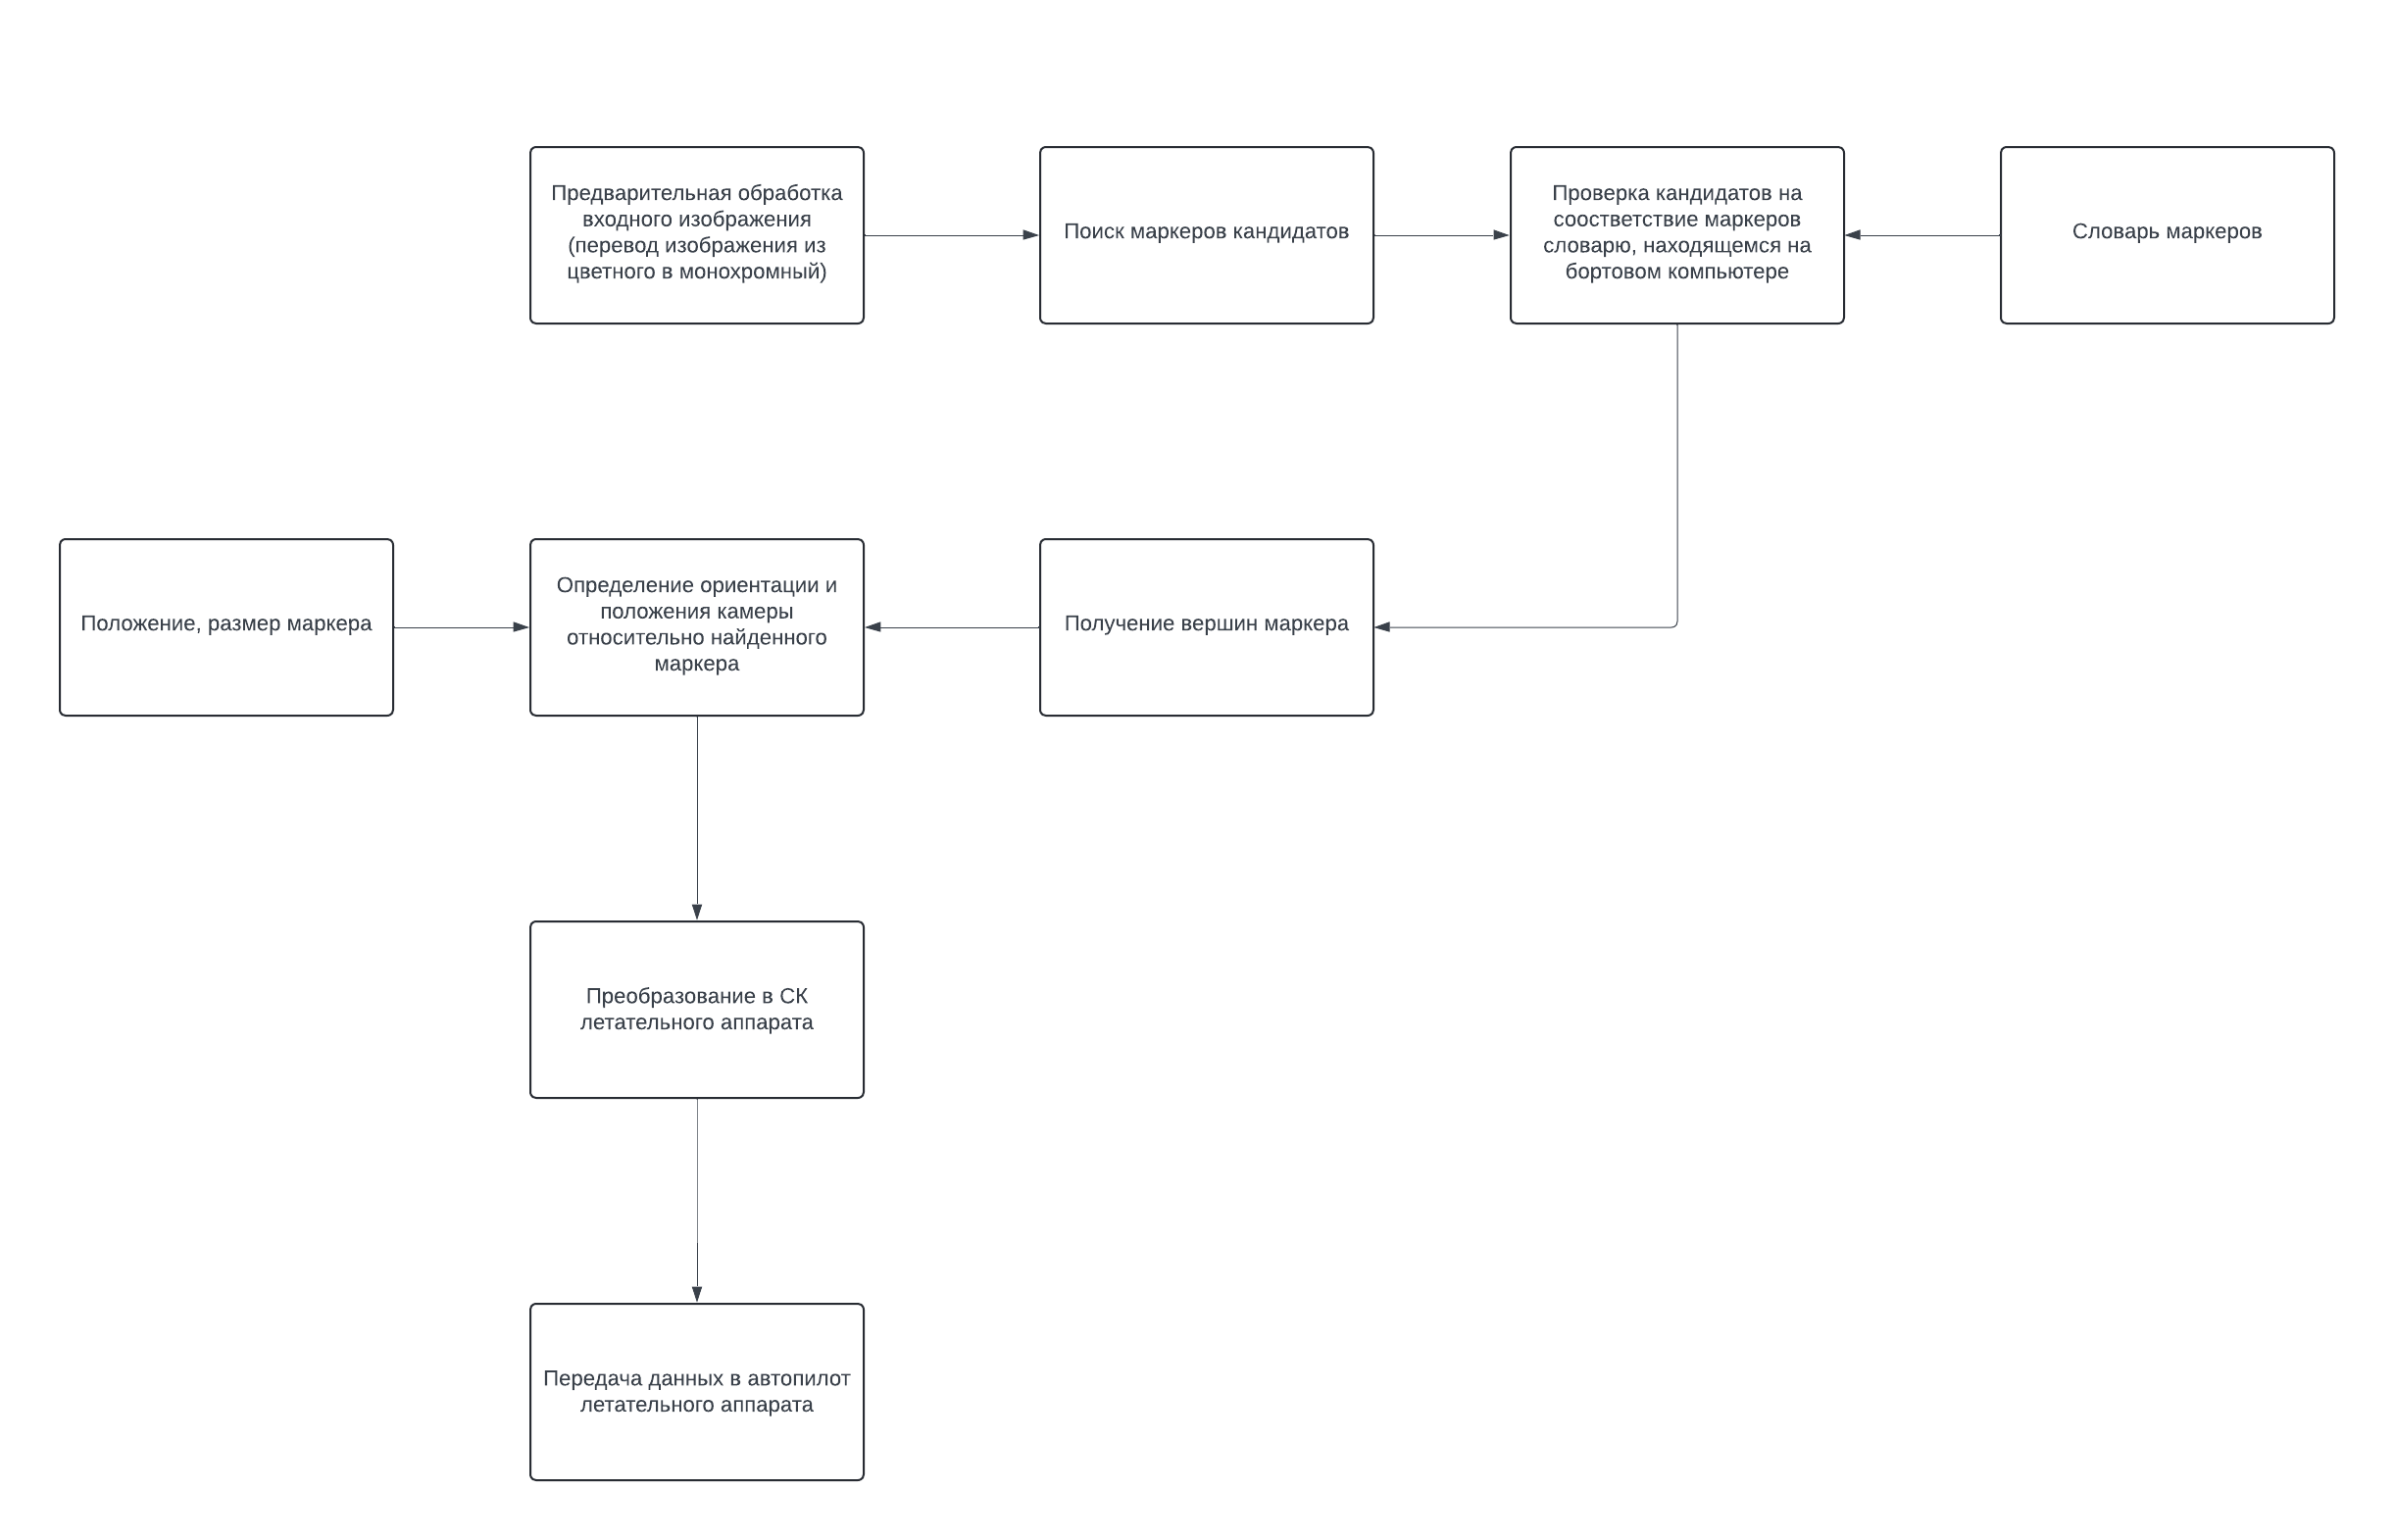 Предварительная обработка
входного изображения
(перевод изображения из
цветного в монохромный)
Поиск маркеров кандидатов
Проверка кандидатов на
соостветствие маркеров
словарю, находящемся на
бортовом компьютере
Словарь маркеров
Положение, размер маркера
Определение ориентации и
положения камеры
относительно найденного
маркера
Получение вершин маркера
Преобразование в СК
летательного аппарата
Передача данных в автопилот
летательного аппарата